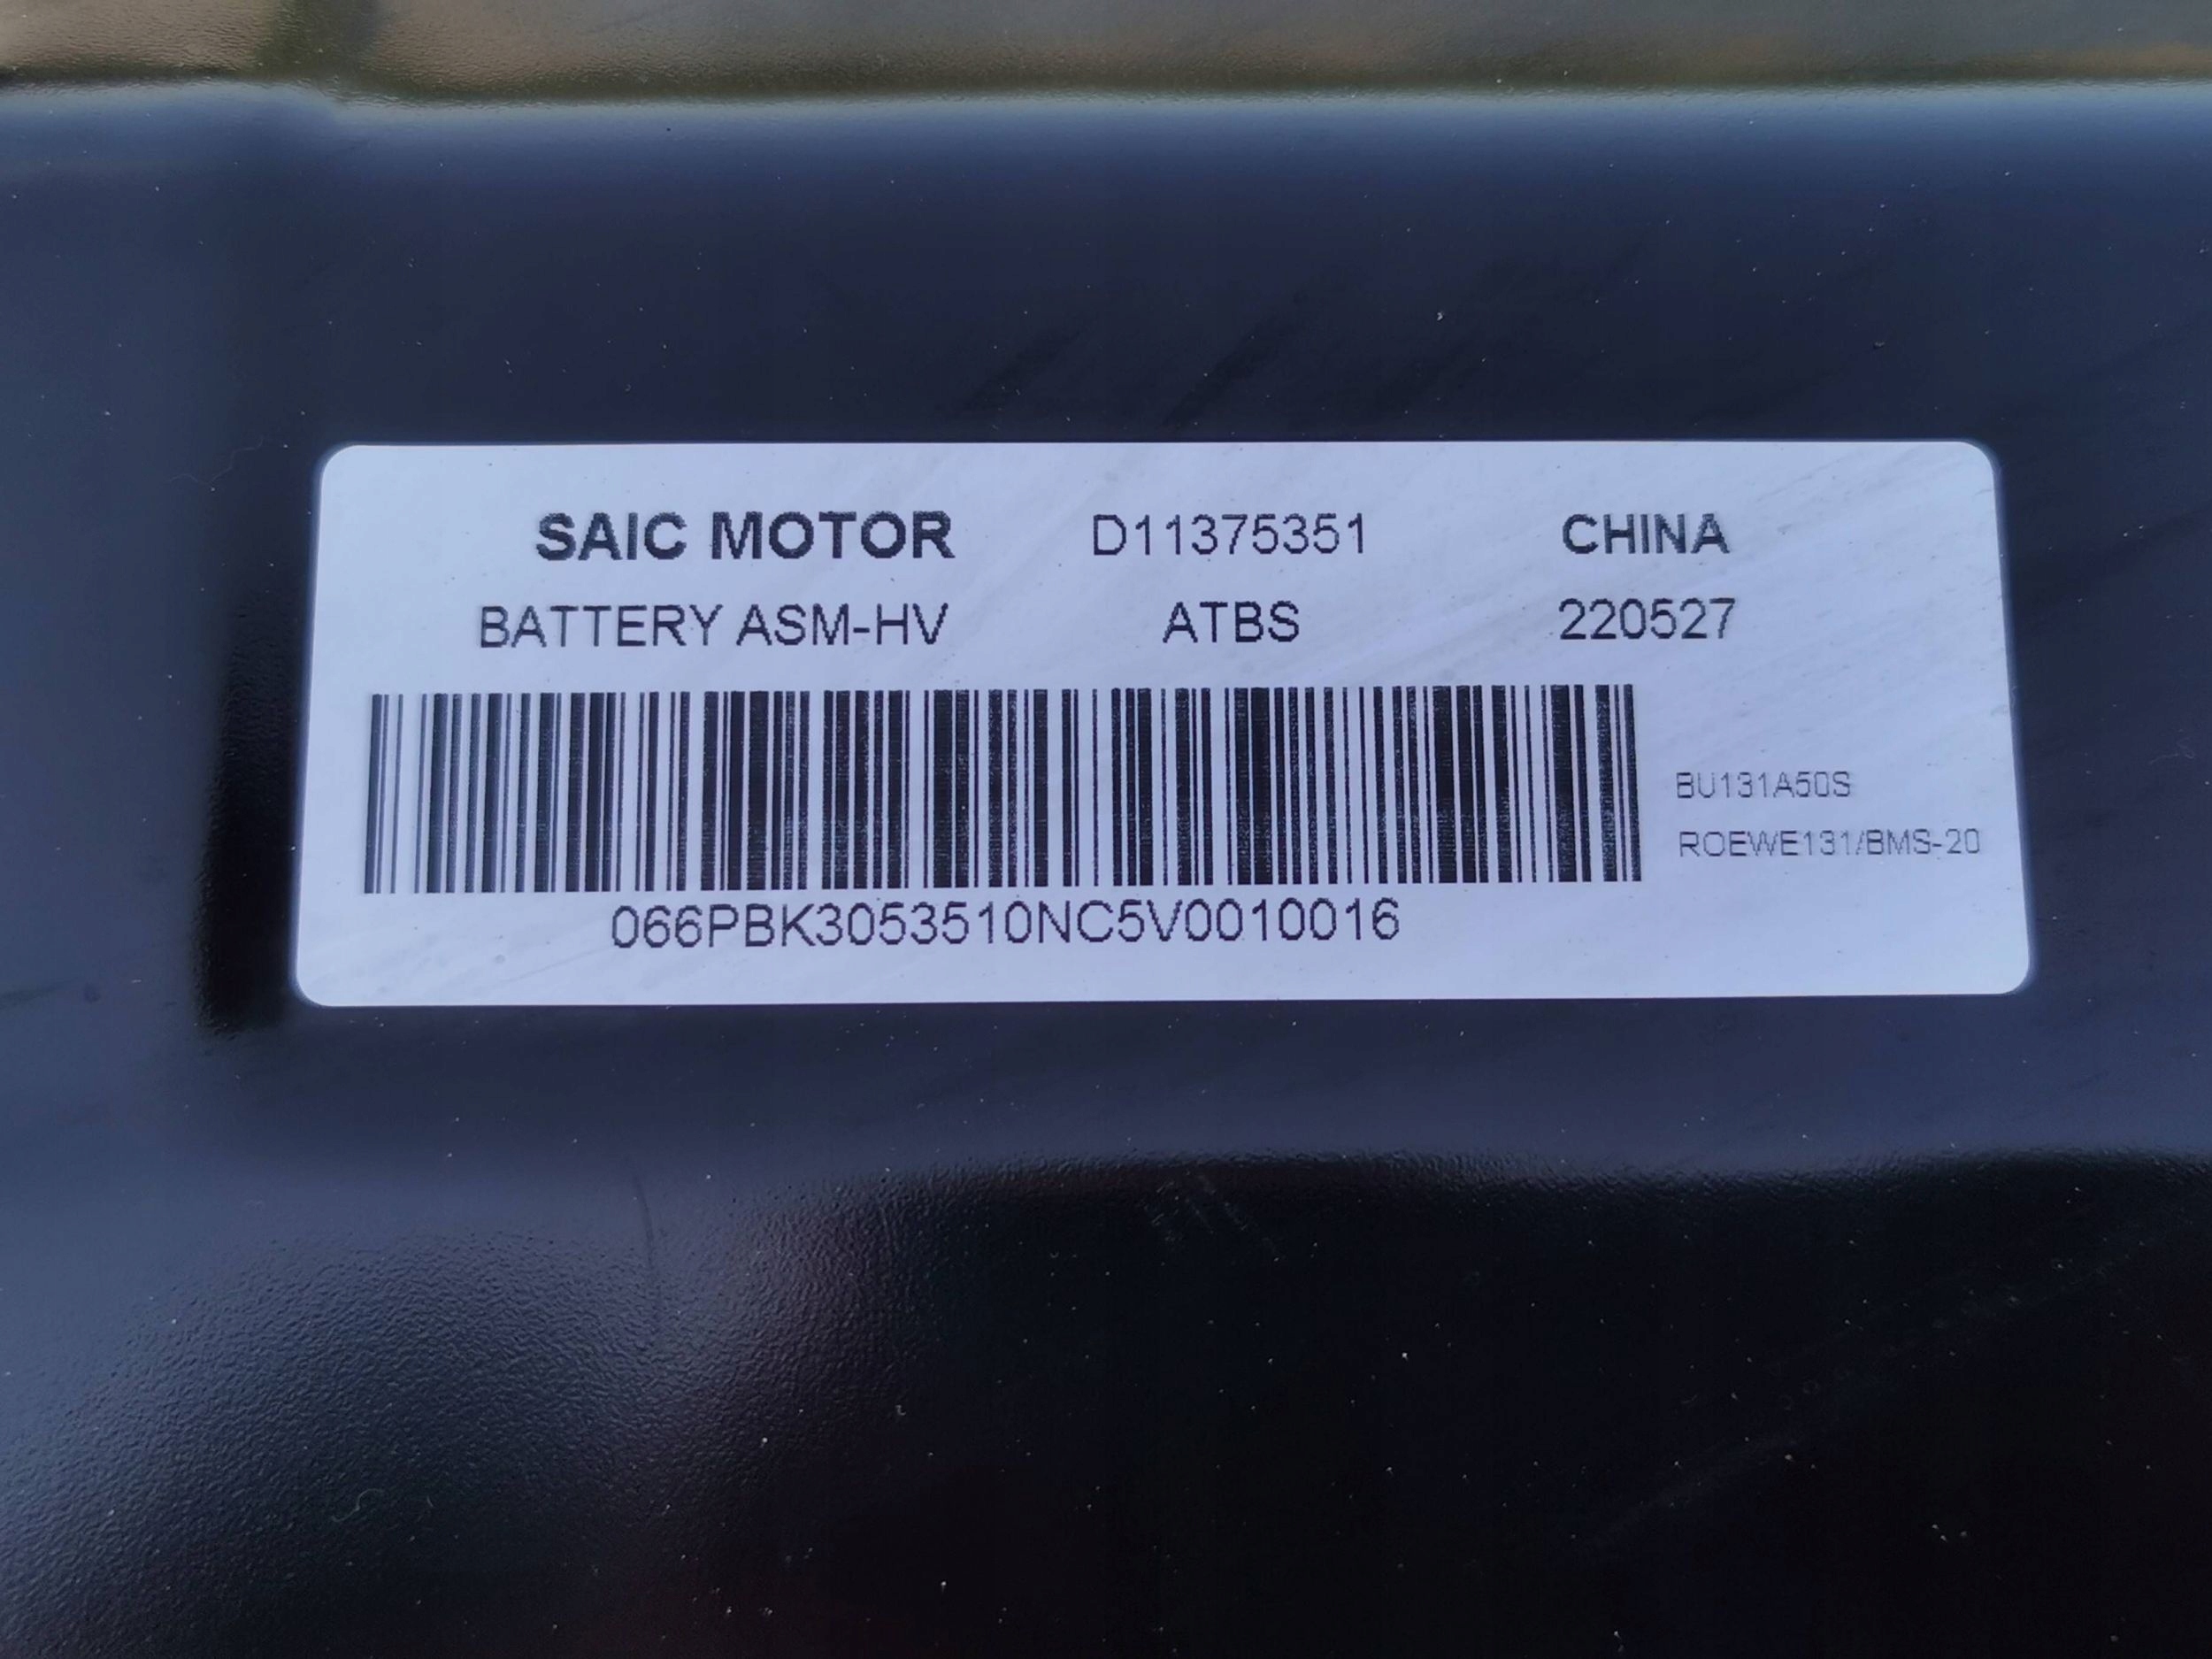 SAIC MOTOR D11375351 CHINA
BATTERY ASM-HV ATBS 220527
BU131A50S
ROEWE131/BMS-20
066PBK3053510NC5V0010016